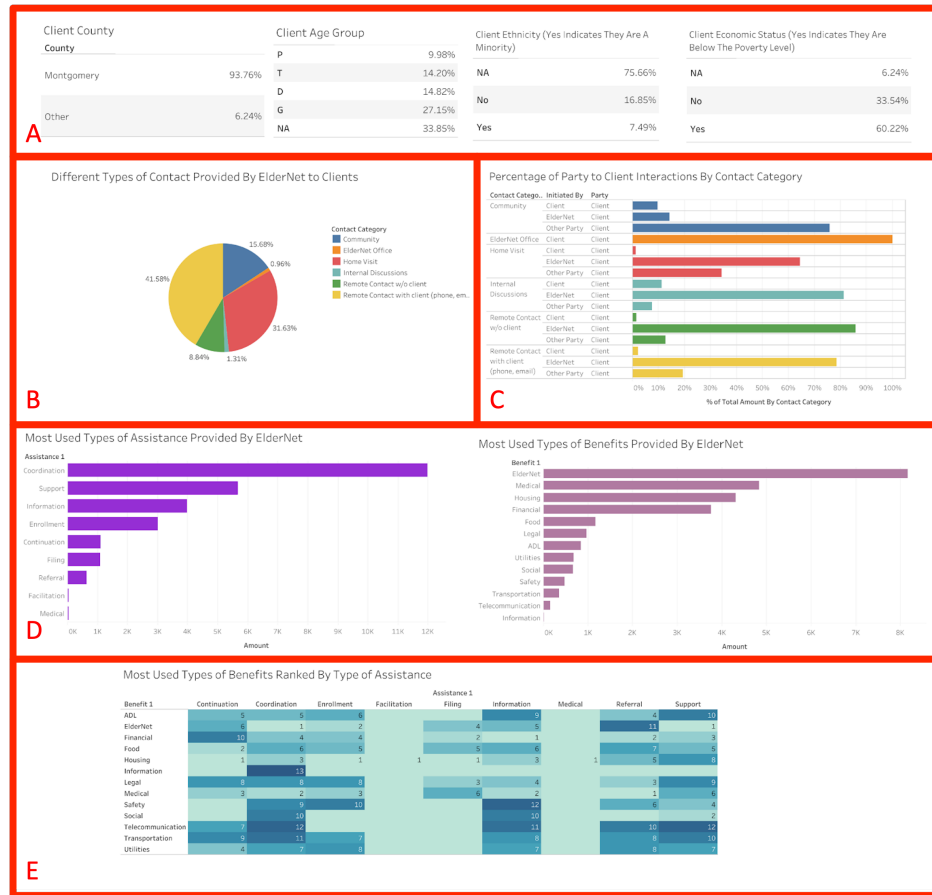 Client County
County
Montgomery 93.76%
Other 6.24%
Client Age Group
P 9.98%
T 14.20%
D 14.82%
G 27.15%
NA 33.85%
Client Ethnicity (Yes Indicates They Are A
Minority)
NA 75.66%
No 16.85%
Yes 7.49%
Client Economic Status (Yes Indicates They Are
Below The Poverty Level)
NA 6.24%
No 33.54%
Yes 60.22%
A
Different Types of Contact Provided By ElderNet to Clients
Contact Category
Community
ElderNet Office
Home Visit
Internal Discussions
Remote Contact w/o client
Remote Contact with client (phone, em..
15.68%
0.96%
31.63%
1.31%
8.84%
41.58%
B
Percentage of Party to Client Interactions By Contact Category
Contact Catego.. Initiated By Party
Community Client Client
ElderNet Client
Other Party Client
ElderNet Office Client Client
Home Visit Client Client
ElderNet Client
Other Party Client
Internal Client Client
Discussions ElderNet Client
Other Party Client
Remote Contact Client Client
w/o client ElderNet Client
Other Party Client
Remote Contact Client Client
with client ElderNet Client
(phone, email) Other Party Client
0% 10% 20% 30% 40% 50% 60% 70% 80% 90% 100%
% of Total Amount By Contact Category
C
Most Used Types of Assistance Provided By ElderNet
Assistance 1
Coordination
Support
Information
Enrollment
Continuation
Filing
Referral
Facilitation
Medical
0K 1K 2K 3K 4K 5K 6K 7K 8K 9K 10K 11K 12K
Amount
D
Most Used Types of Benefits Provided By ElderNet
Benefit 1
ElderNet
Medical
Housing
Financial
Food
Legal
ADL
Utilities
Social
Safety
Transportation
Telecommunication
Information
0K 1K 2K 3K 4K 5K 6K 7K 8K
Amount
Most Used Types of Benefits Ranked By Type of Assistance
Assistance 1
Benefit 1 Continuation Coordination Enrollment Facilitation Filing Information Medical Referral Support
ADL 5 5 6 9 4 10
ElderNet 6 1 2 4 5 11 1
Financial 10 4 4 2 1 2 3
Food 2 6 5 5 6 7 5
Housing 1 3 1 1 1 3 1 5 8
Information 13
Legal 8 8 8 3 4 3 9
Medical 3 2 3 6 2 1 6
Safety 9 10 12 6 4
Social 10 10 2
Telecommunication 7 12 11 10 12
Transportation 9 11 7 8 8 10
Utilities 4 7 8 7 8 7
E